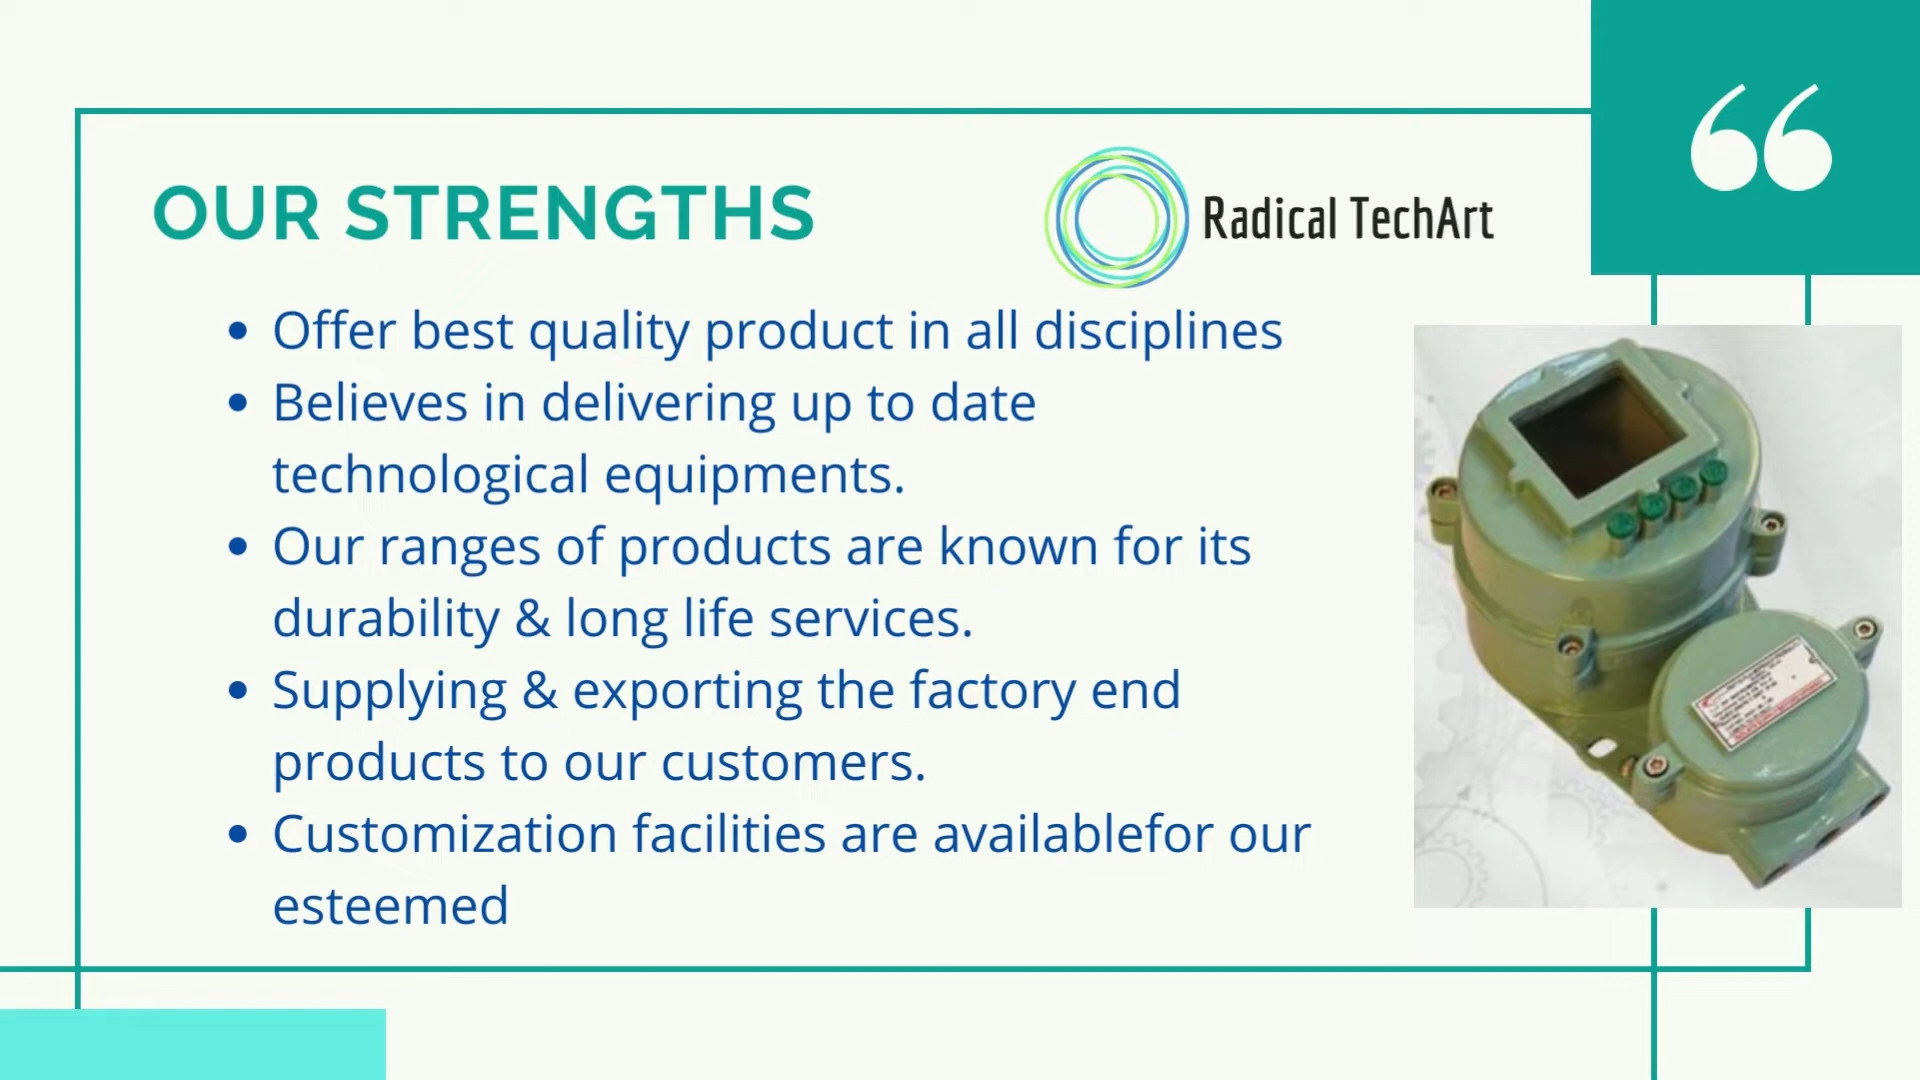 OUR STRENGTHS
Radical TechArt
• Offer best quality product in all disciplines
• Believes in delivering up to date
technological equipments.
• Our ranges of products are known for its
durability & long life services.
• Supplying & exporting the factory end
products to our customers.
• Customization facilities are availablefor our
esteemed